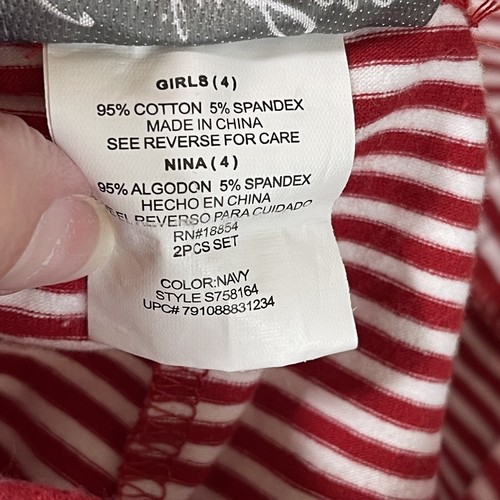 GIRLS (4)
95% COTTON 5% SPANDEX
MADE IN CHINA
SEE REVERSE FOR CARE
NINA (4)
95% ALGODON 5% SPANDEX
HECHO EN CHINA
EL REVERSO PARA CUIDADO
RN#18854
2PCS SET
COLOR:NAVY
STYLE S758164
UPC# 791088831234